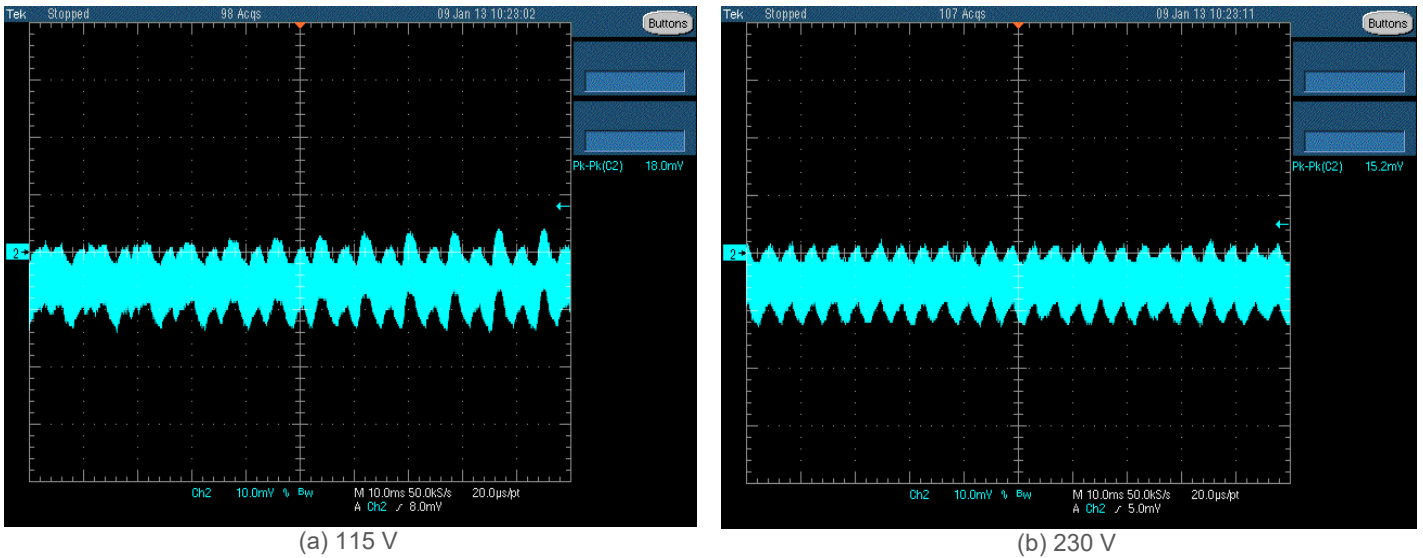 Tek Stopped 98 Acqs 09 Jan 13 10:23:02
Buttons
Pk-Pk(C2) 18.0mV
2
Ch2 10.0mV % Bw M 10.0ms 50.0kS/s 20.0µs/pt
A Ch2 / 8.0mV
(a) 115 V
Tek Stopped 107 Acqs 09 Jan 13 10:23:11
Buttons
Pk-Pk(C2) 15.2mV
2
Ch2 10.0mV % Bw M 10.0ms 50.0kS/s 20.0µs/pt
A Ch2 / 5.0mV
(b) 230 V